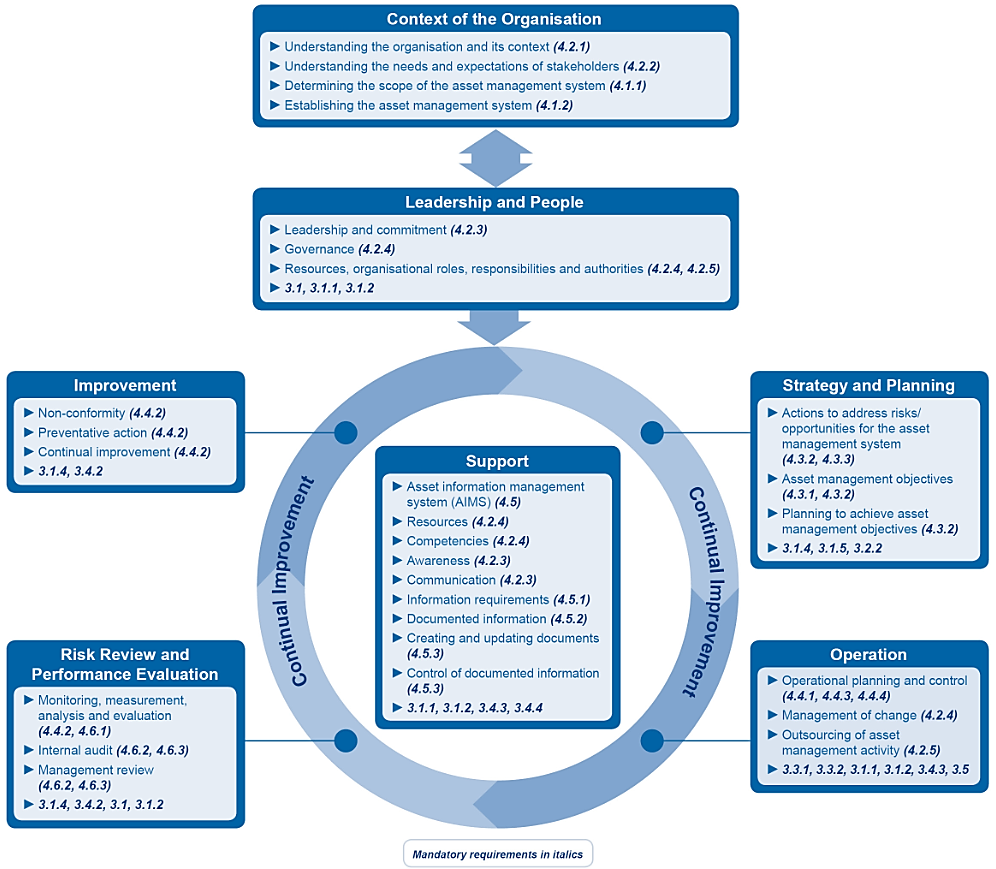 Context of the Organisation
► Understanding the organisation and its context (4.2.1)
► Understanding the needs and expectations of stakeholders (4.2.2)
► Determining the scope of the asset management system (4.1.1)
► Establishing the asset management system (4.1.2)
Leadership and People
► Leadership and commitment (4.2.3)
► Governance (4.2.4)
► Resources, organisational roles, responsibilities and authorities (4.2.4, 4.2.5)
► 3.1, 3.1.1, 3.1.2
Improvement
► Non-conformity (4.4.2)
► Preventative action (4.4.2)
► Continual improvement (4.4.2)
► 3.1.4, 3.4.2
Strategy and Planning
► Actions to address risks/
opportunities for the asset
management system
(4.3.2, 4.3.3)
► Asset management objectives
(4.3.1, 4.3.2)
► Planning to achieve asset
management objectives (4.3.2)
► 3.1.4, 3.1.5, 3.2.2
Continual Improvement
Support
► Asset information management
system (AIMS) (4.5)
► Resources (4.2.4)
► Competencies (4.2.4)
► Awareness (4.2.3)
► Communication (4.2.3)
► Information requirements (4.5.1)
► Documented information (4.5.2)
► Creating and updating documents
(4.5.3)
► Control of documented information
(4.5.3)
► 3.1.1, 3.1.2, 3.4.3, 3.4.4
Continual Improvement
Risk Review and
Performance Evaluation
► Monitoring, measurement,
analysis and evaluation
(4.4.2, 4.6.1)
► Internal audit (4.6.2, 4.6.3)
► Management review
(4.6.2, 4.6.3)
► 3.1.4, 3.4.2, 3.1, 3.1.2
Operation
► Operational planning and control
(4.4.1, 4.4.3, 4.4.4)
► Management of change (4.2.4)
► Outsourcing of asset
management activity (4.2.5)
► 3.3.1, 3.3.2, 3.1.1, 3.1.2, 3.4.3, 3.5
Mandatory requirements in italics